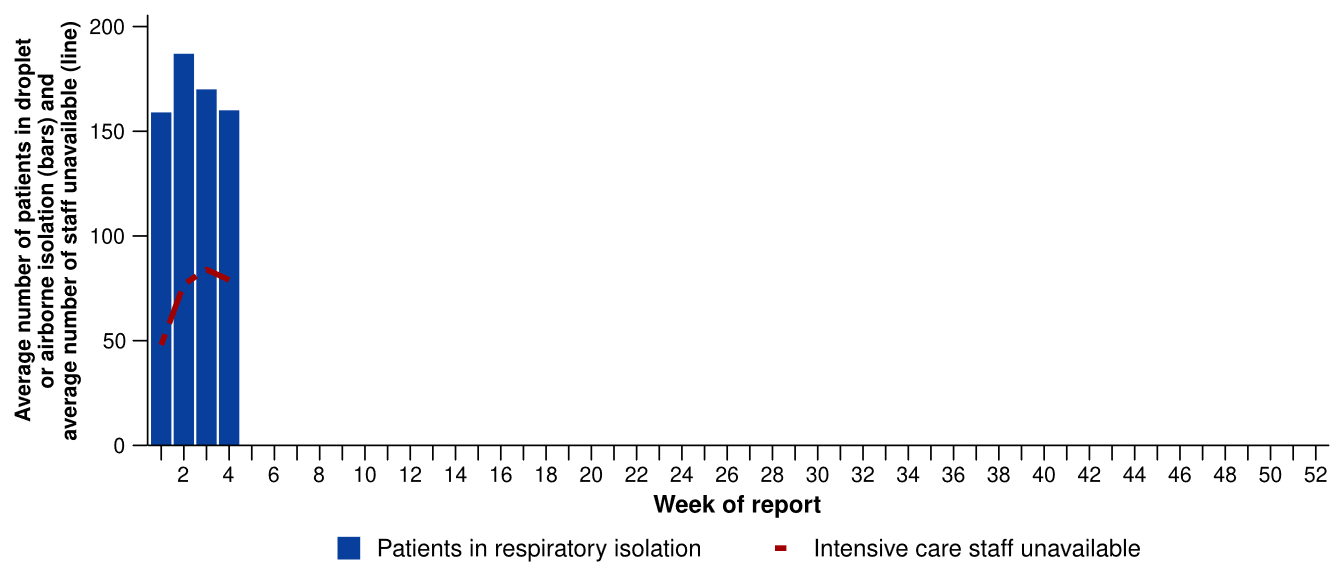 Average number of patients in droplet
or airborne isolation (bars) and
average number of staff unavailable (line)
200
150
100
50
0
2 4 6 8 10 12 14 16 18 20 22 24 26 28 30 32 34 36 38 40 42 44 46 48 50 52
Week of report
Patients in respiratory isolation Intensive care staff unavailable